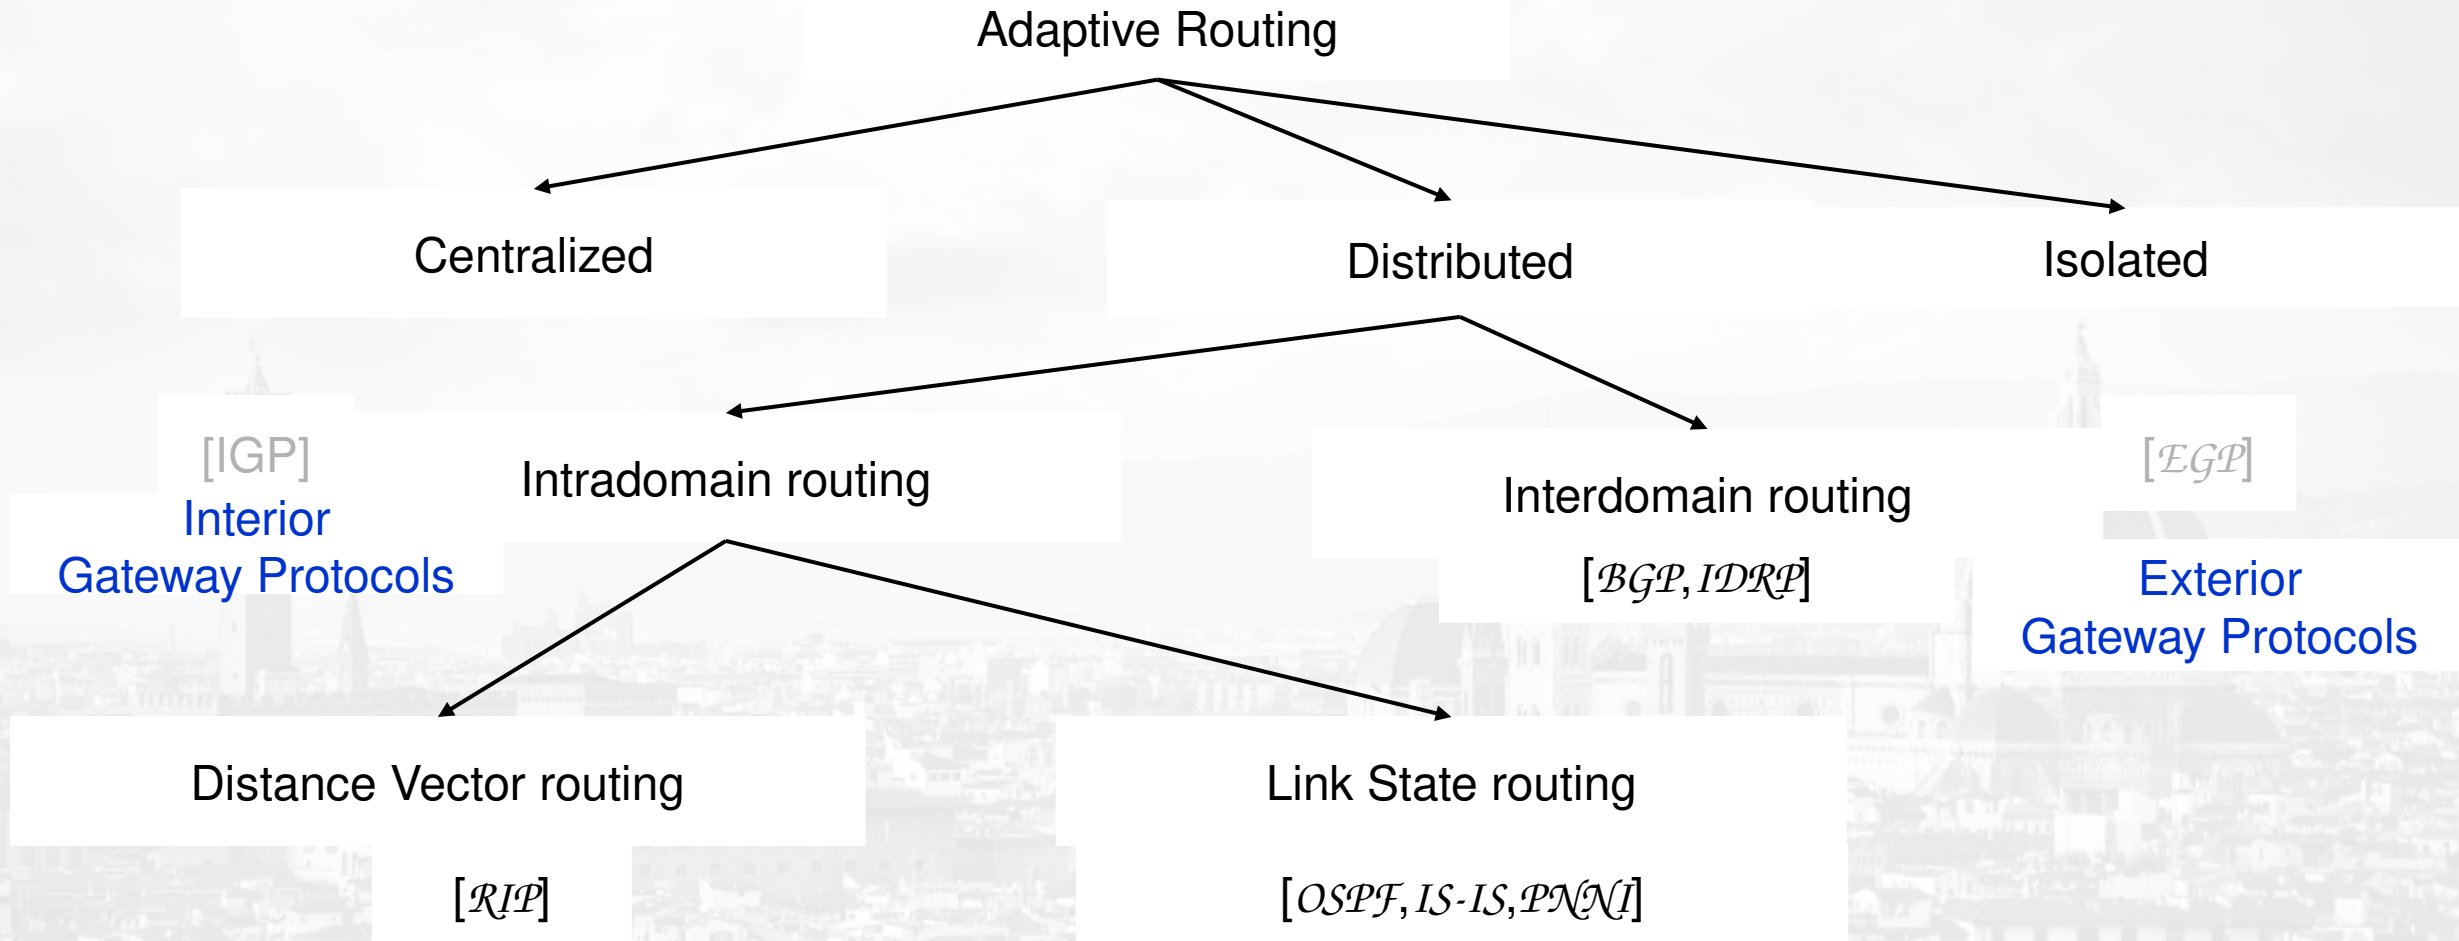 Adaptive Routing
Centralized
Distributed
Isolated
[IGP]
Interior
Gateway Protocols
Intradomain routing
Interdomain routing
[BGP, IDRP]
[EGP]
Exterior
Gateway Protocols
Distance Vector routing
[RIP]
Link State routing
[OSPF, IS-IS, PNNI]